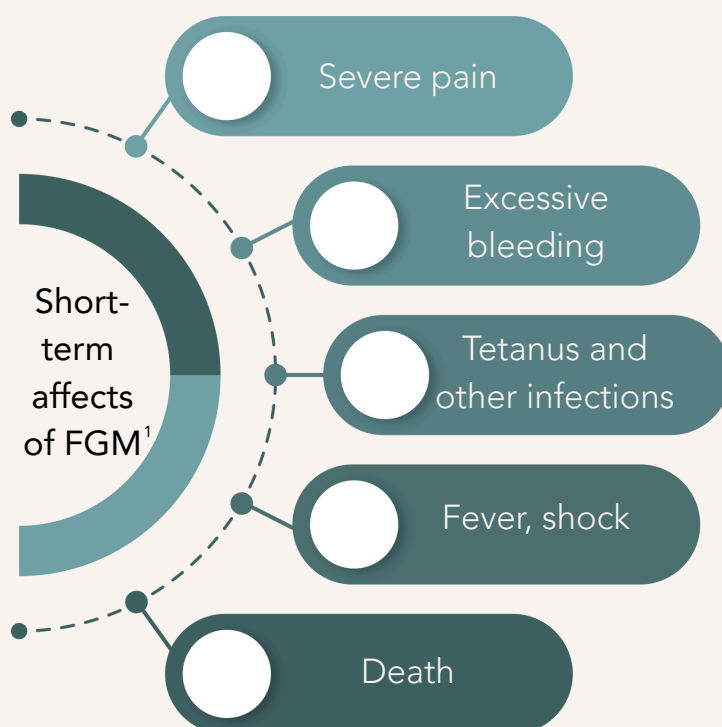 Severe pain
Excessive
bleeding
Short-
term
affects
of FGM¹
Tetanus and
other infections
Fever, shock
Death